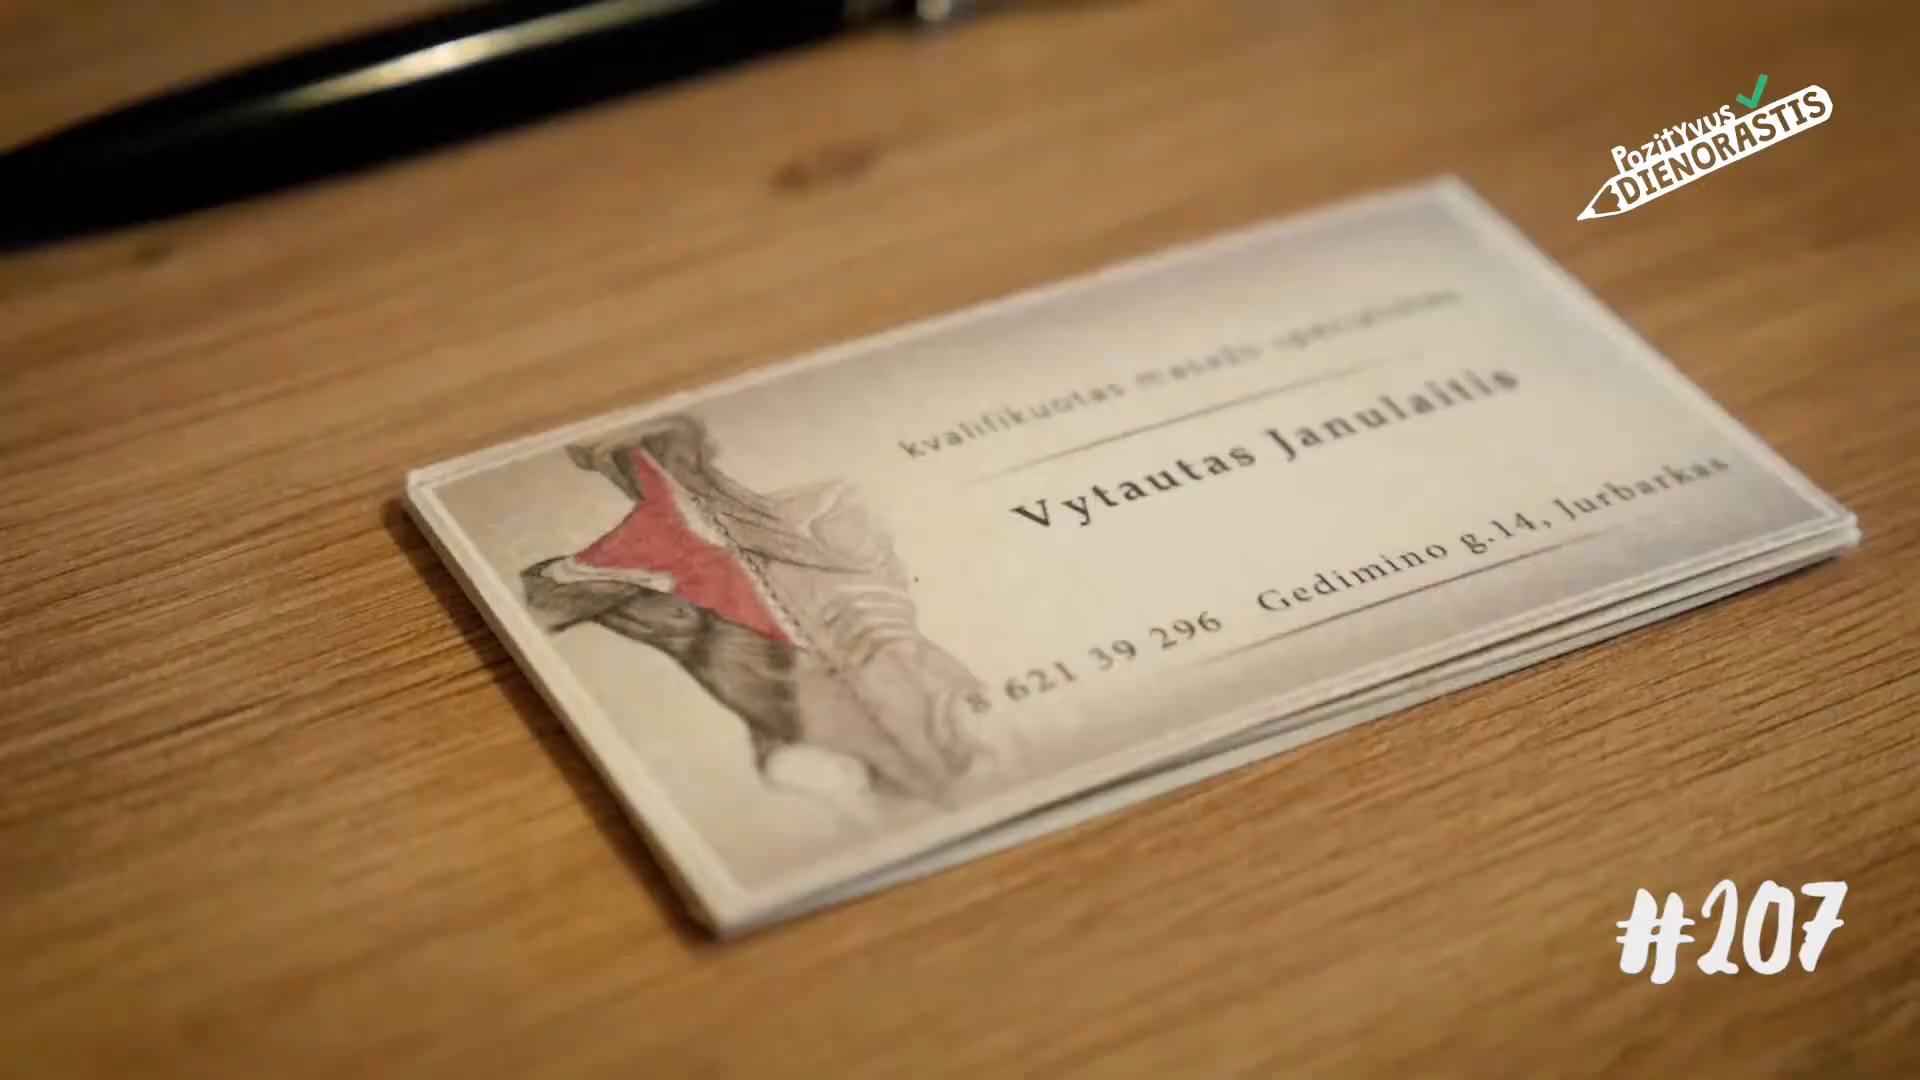 PozitYvus
DIENORAŠTIS
kvalifikuotas masažo specialistas
Vytautas Janulaitis
8 621 39 296 Gedimino g.14, Jurbarkas
#207